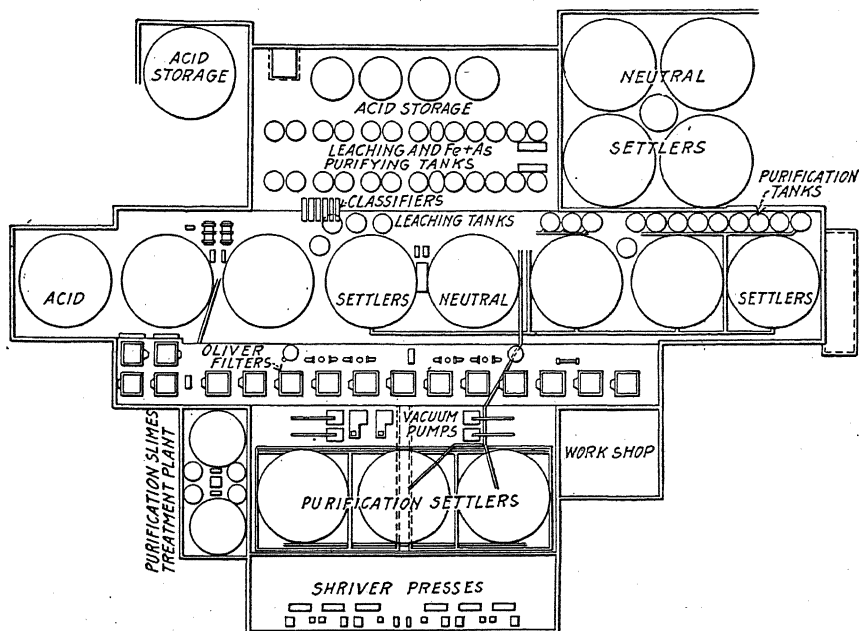 ACID
STORAGE
NEUTRAL
ACID STORAGE
LEACHING AND Fe+As
PURIFYING TANKS
SETTLERS
PURIFICATION
TANKS
CLASSIFIERS
LEACHING TANKS
ACID
SETTLERS
NEUTRAL
SETTLERS
OLIVER
FILTERS
VACUUM
PUMPS
WORK SHOP
PURIFICATION SLIMES
TREATMENT PLANT
PURIFICATION SETTLERS
SHRIVER PRESSES